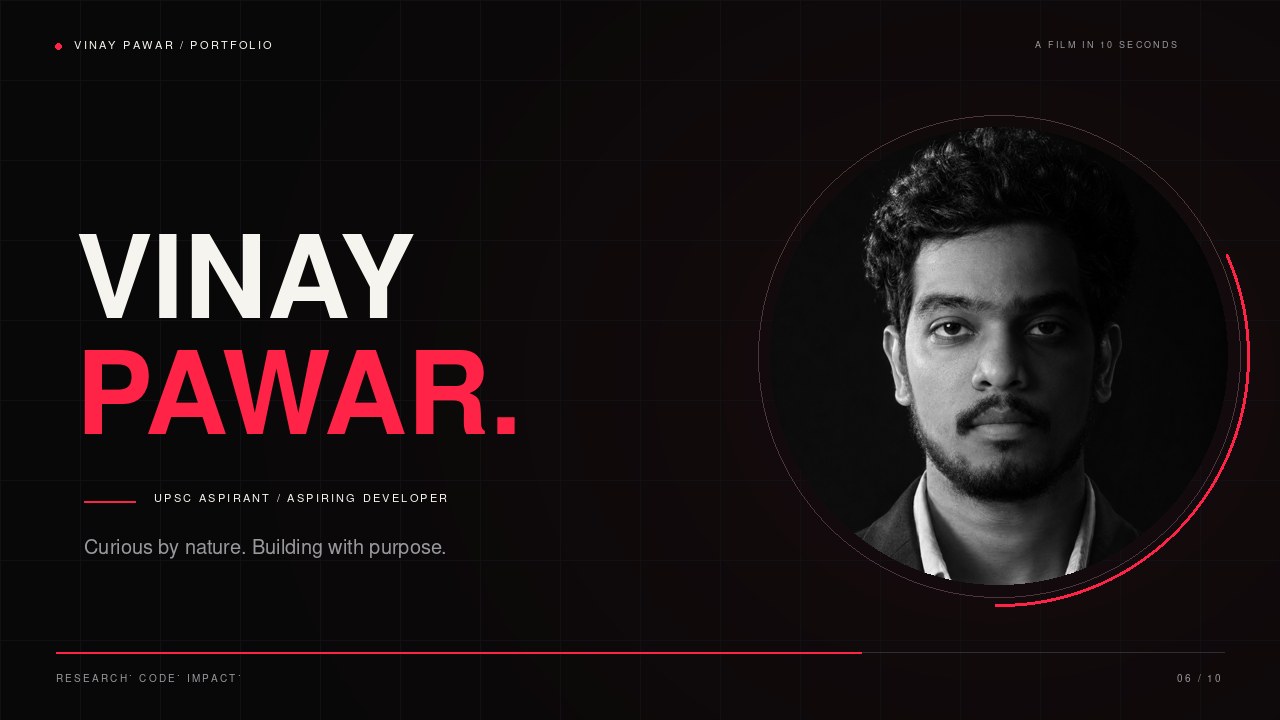 VINAY PAWAR / PORTFOLIO
A FILM IN 10 SECONDS
VINAY
PAWAR.
UPSC ASPIRANT / ASPIRING DEVELOPER
Curious by nature. Building with purpose.
RESEARCH˙ CODE˙ IMPACT˙
06 / 10